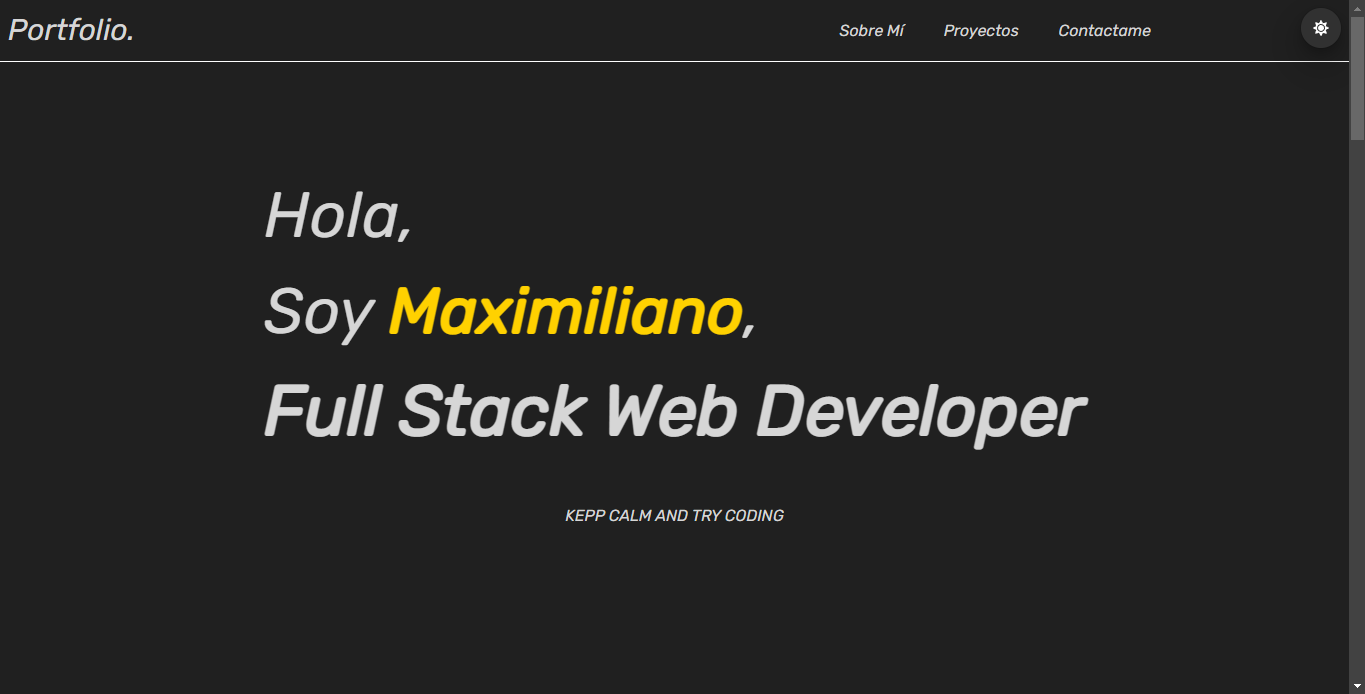 Portfolio.
Sobre Mí Proyectos Contactame
Hola,
Soy Maximiliano,
Full Stack Web Developer
KEPP CALM AND TRY CODING